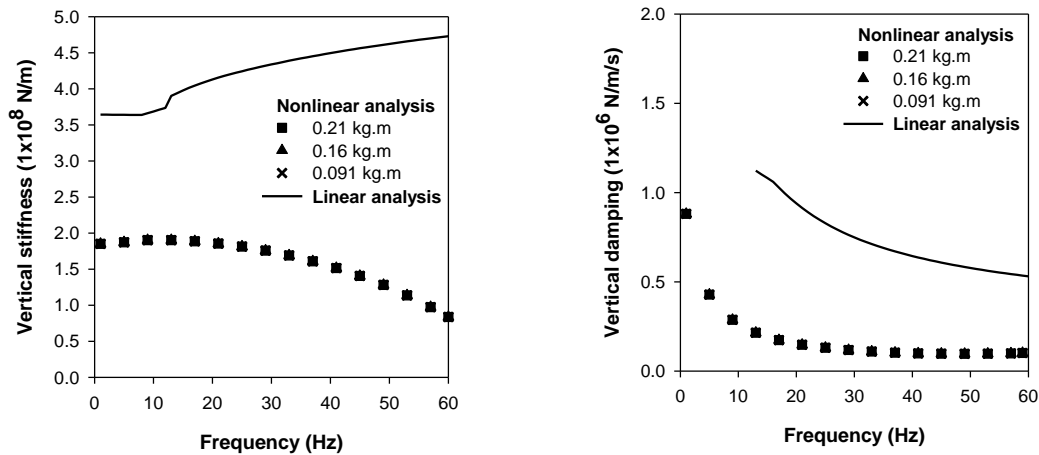 Vertical stiffness (1x10⁸ N/m)
5.0
4.5
4.0
3.5
3.0
2.5
2.0
1.5
1.0
0.5
0.0
Nonlinear analysis
0.21 kg.m
0.16 kg.m
0.091 kg.m
Linear analysis
0 10 20 30 40 50 60
Frequency (Hz)
Vertical damping (1x10⁶ N/m/s)
2.0
1.5
1.0
0.5
0.0
Nonlinear analysis
0.21 kg.m
0.16 kg.m
0.091 kg.m
Linear analysis
0 10 20 30 40 50 60
Frequency (Hz)